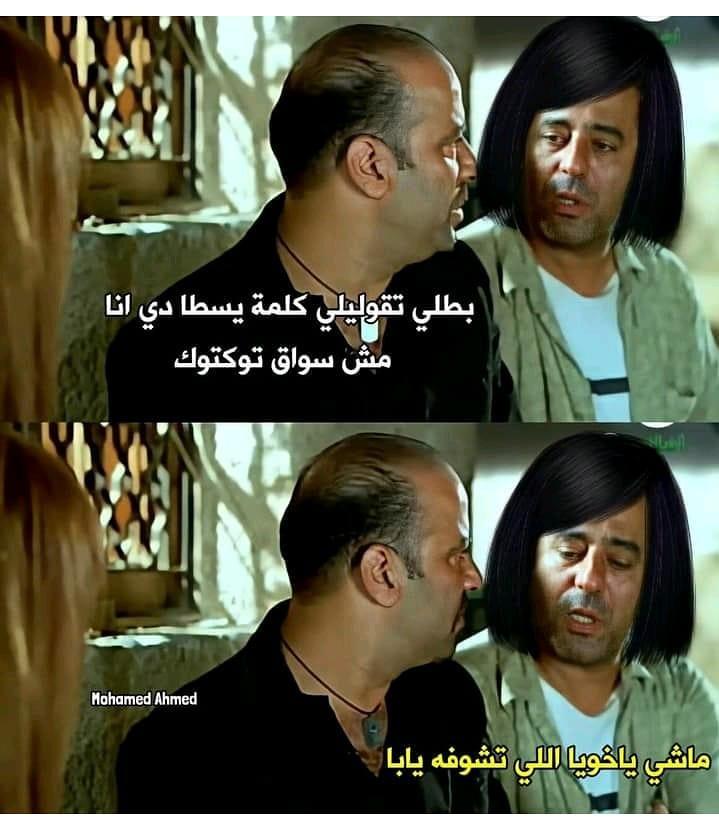 بطلي تقوليلي كلمة يسطا دي انا
مش سواق توكتوك
Mohamed Ahmed
ماشي ياخويا اللي تشوفه يابا